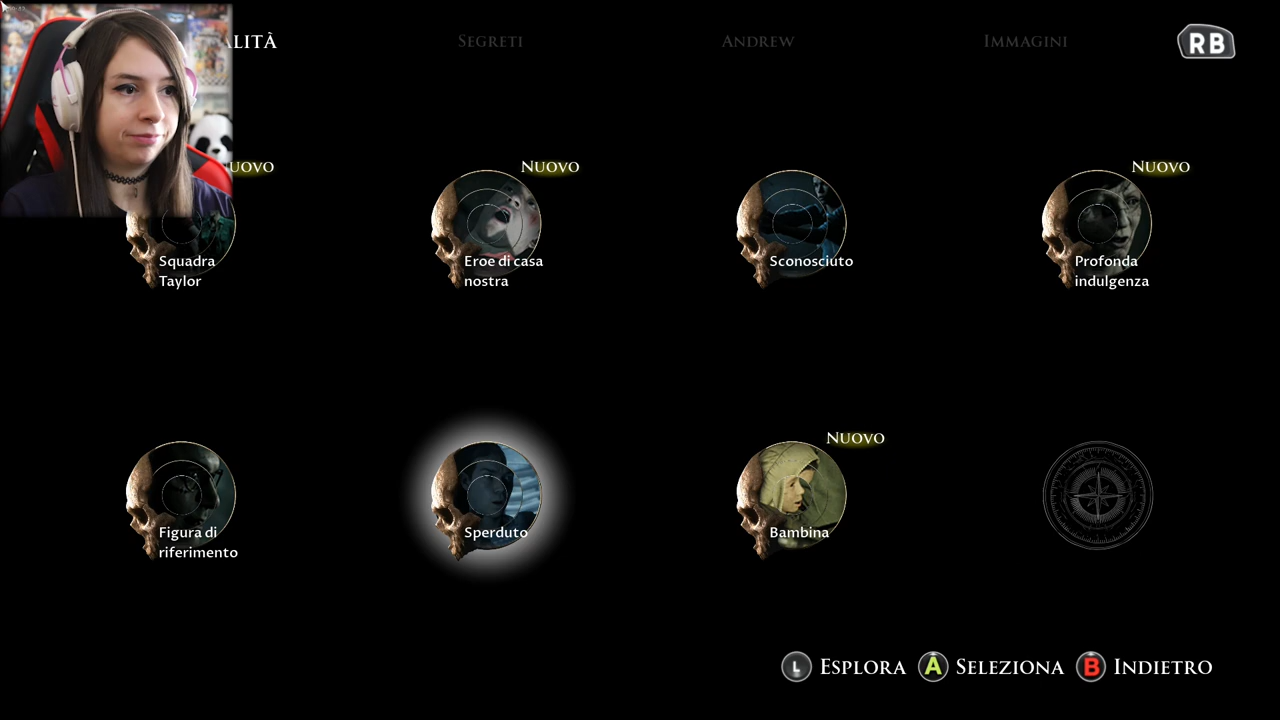 ALITÀ
SEGRETI
ANDREW
IMMAGINI
RB
UOVO
NUOVO
NUOVO
Squadra
Taylor
Eroe di casa
nostra
Sconosciuto
Profonda
indulgenza
NUOVO
Figura di
riferimento
Sperduto
Bambina
L ESPLORA A SELEZIONA B INDIETRO